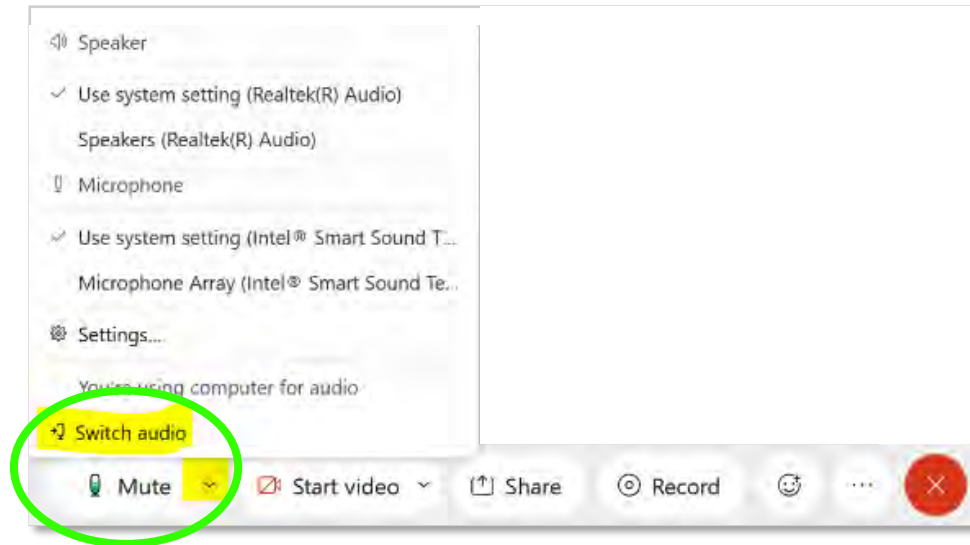 Speaker
Use system setting (Realtek(R) Audio)
Speakers (Realtek(R) Audio)
Microphone
Use system setting (Intel® Smart Sound T...
Microphone Array (Intel® Smart Sound Te...
Settings...
You're using computer for audio
Switch audio
Mute Start video Share Record ...